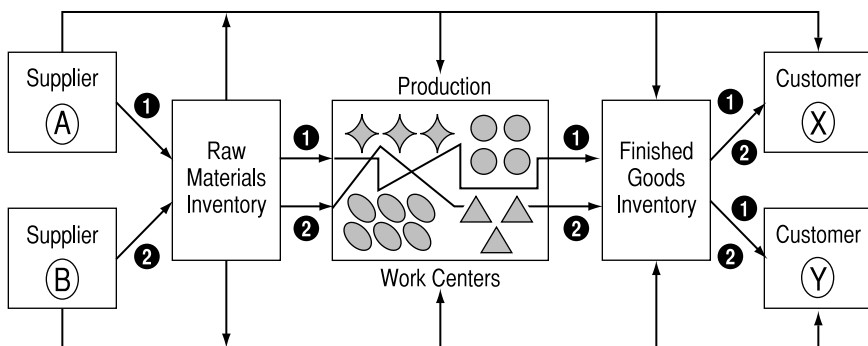 Supplier
A
1
Supplier
B
2
Raw
Materials
Inventory
1
2
Production
Work Centers
1
2
Finished
Goods
Inventory
1
2
1
2
Customer
X
Customer
Y